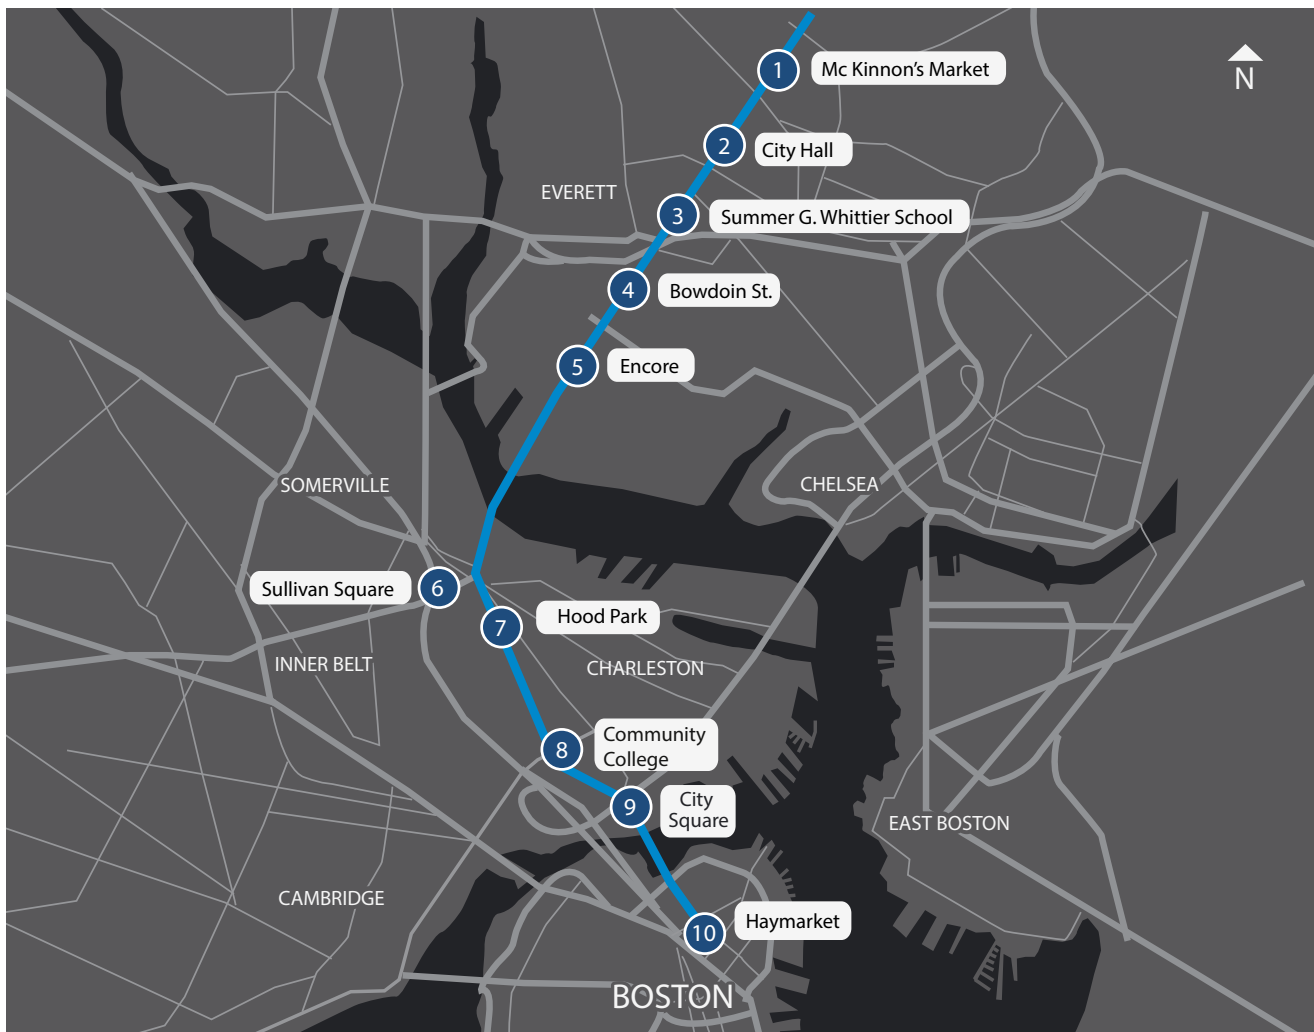 1
Mc Kinnon's Market
N
2
City Hall
EVERETT
3
Summer G. Whittier School
4
Bowdoin St.
5
Encore
SOMERVILLE
CHELSEA
Sullivan Square
6
7
Hood Park
INNER BELT
CHARLESTON
8
Community
College
9
City
Square
EAST BOSTON
CAMBRIDGE
10
Haymarket
BOSTON